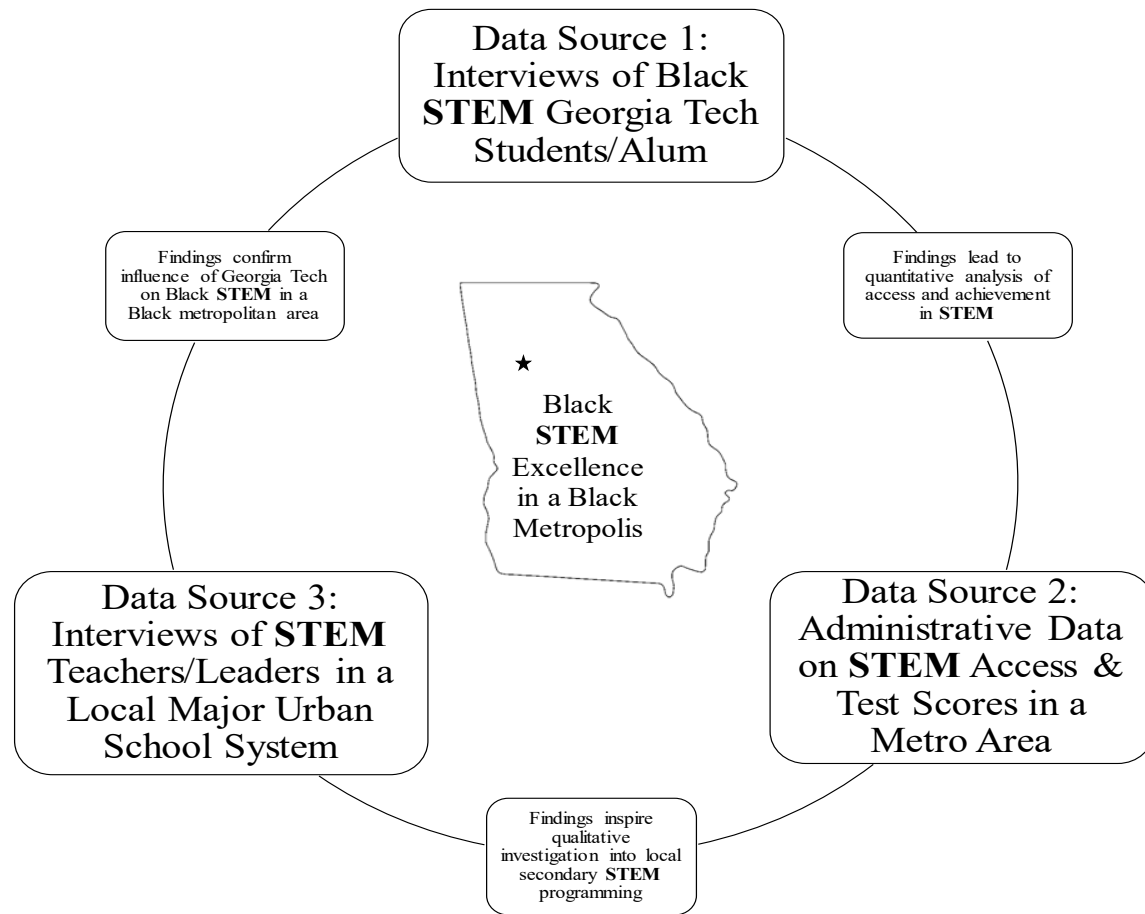 Data Source 1:
Interviews of Black
STEM Georgia Tech
Students/Alum
Findings confirm
influence of Georgia Tech
on Black STEM in a
Black metropolitan area
Findings lead to
quantitative analysis of
access and achievement
in STEM
Black
STEM
Excellence
in a Black
Metropolis
Data Source 3:
Interviews of STEM
Teachers/Leaders in a
Local Major Urban
School System
Data Source 2:
Administrative Data
on STEM Access &
Test Scores in a
Metro Area
Findings inspire
qualitative
investigation into local
secondary STEM
programming